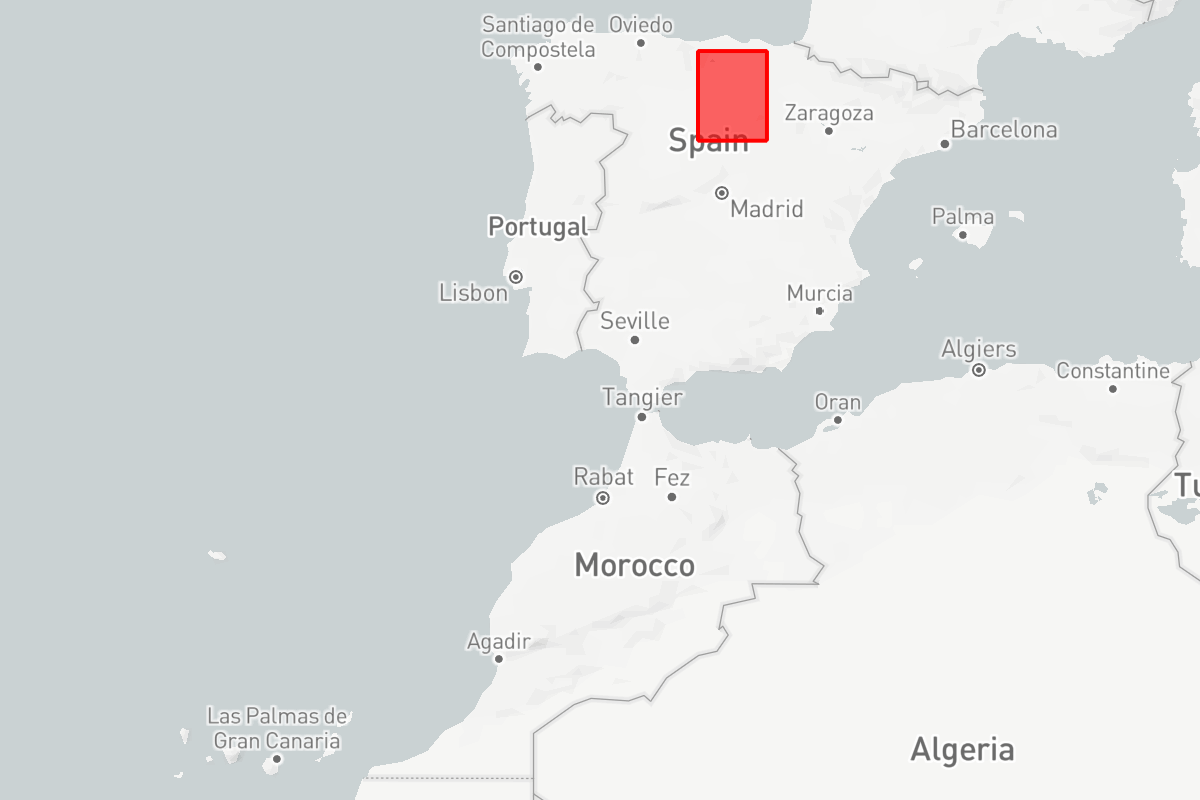 Santiago de
Compostela
Oviedo
Zaragoza
Barcelona
Spain
Madrid
Palma
Portugal
Lisbon
Murcia
Seville
Algiers
Constantine
Tangier
Oran
Rabat
Fez
Tu
Morocco
Agadir
Las Palmas de
Gran Canaria
Algeria